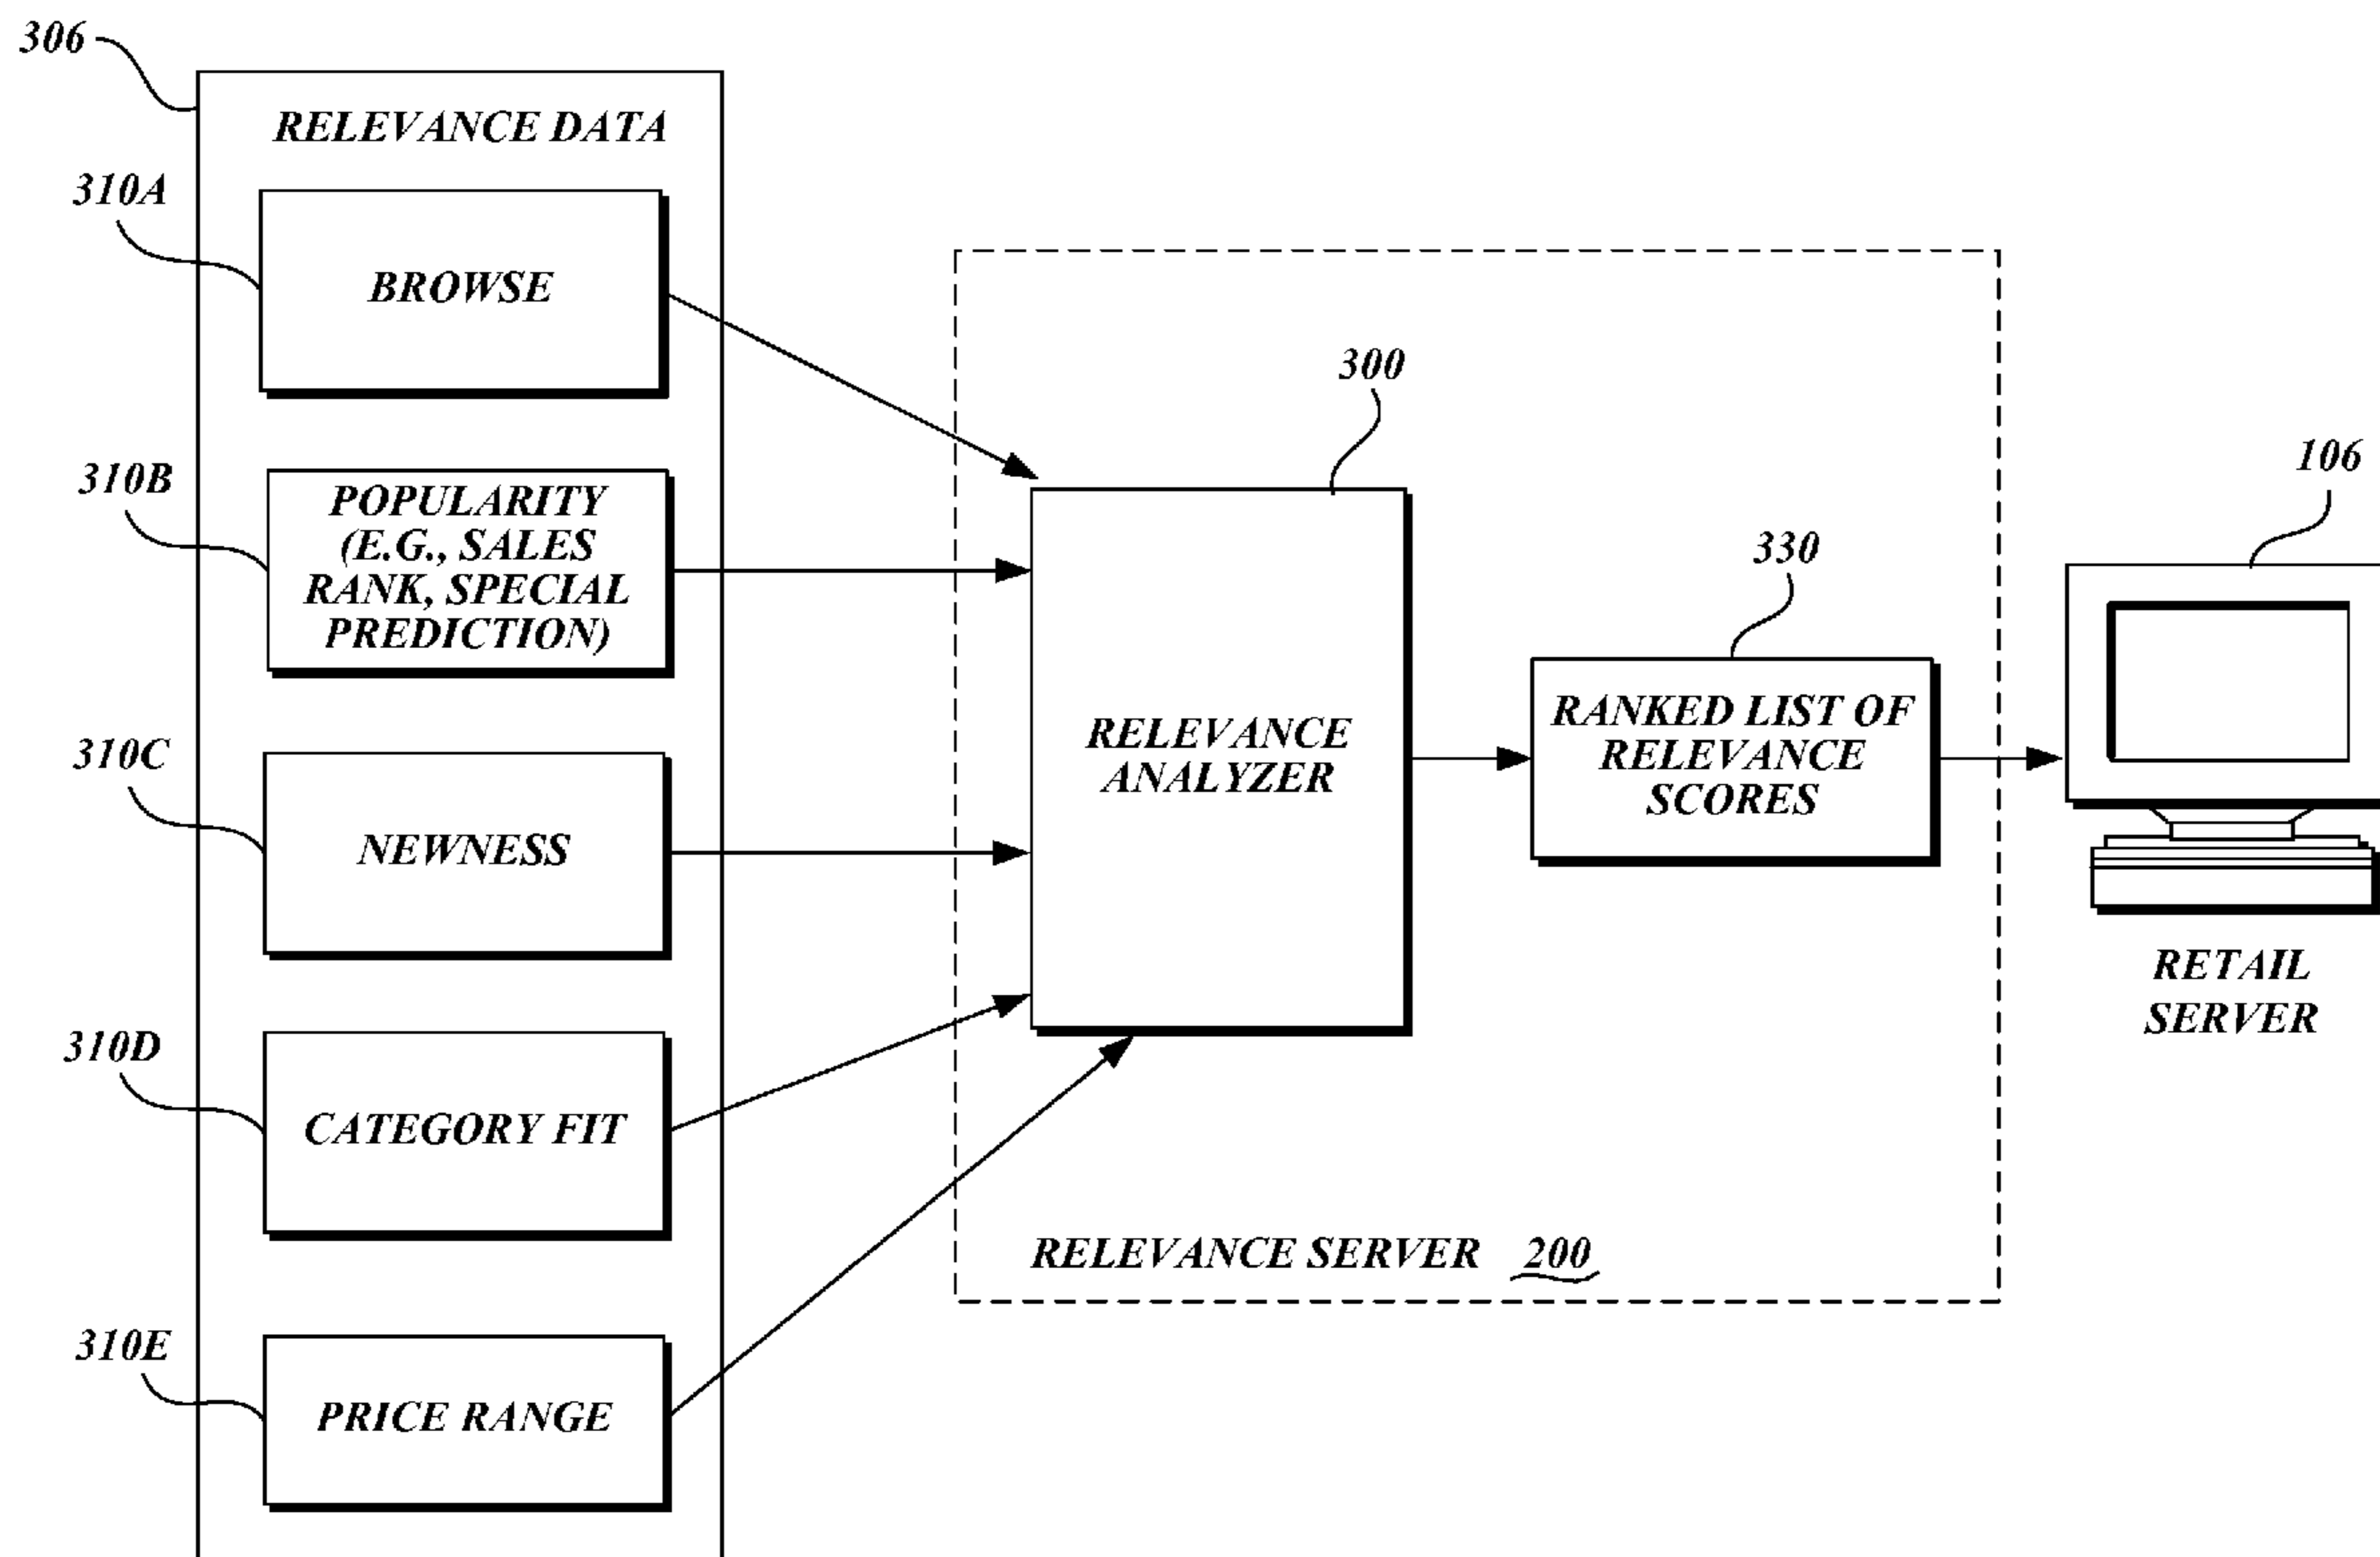 306
RELEVANCE DATA
310A
BROWSE
310B
POPULARITY
(E.G., SALES
RANK, SPECIAL
PREDICTION)
310C
NEWNESS
310D
CATEGORY FIT
310E
PRICE RANGE
300
RELEVANCE
ANALYZER
330
RANKED LIST OF
RELEVANCE
SCORES
RELEVANCE SERVER 200
106
RETAIL
SERVER